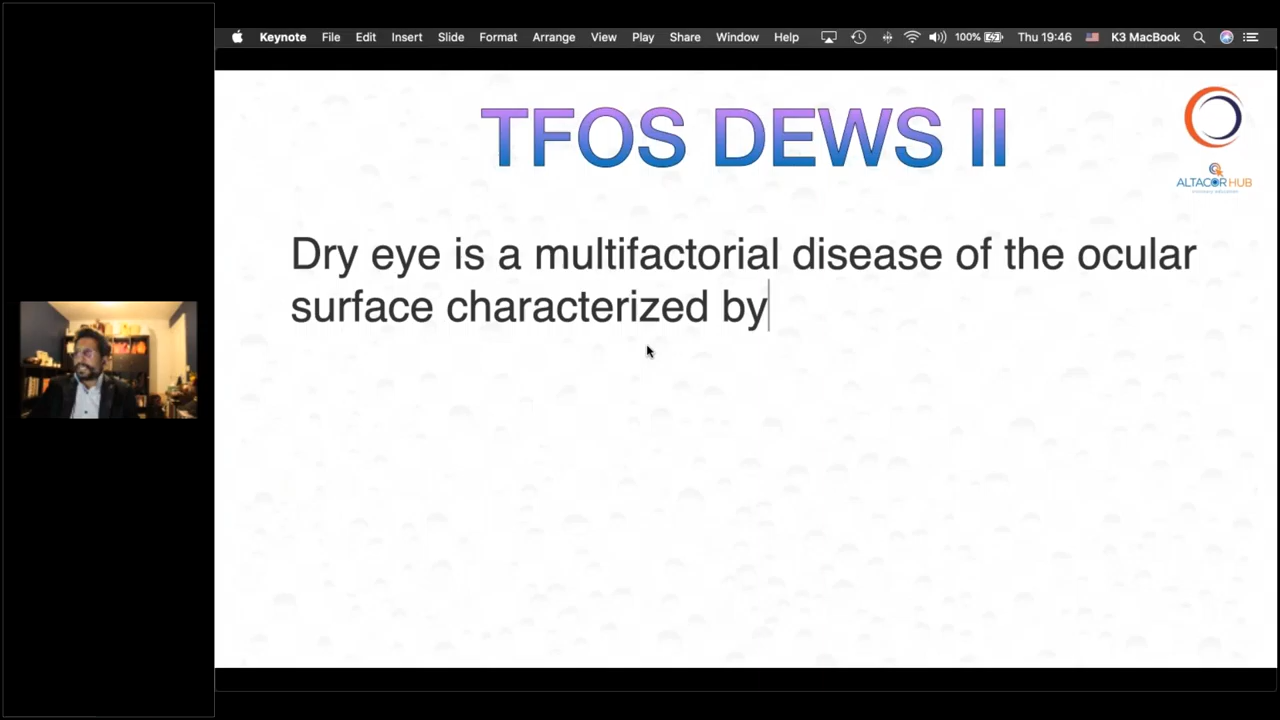 Keynote File Edit Insert Slide Format Arrange View Play Share Window Help 100% Thu 19:46 K3 MacBook
TFOS DEWS II
ALTACOR HUB
Dry eye is a multifactorial disease of the ocular
surface characterized by